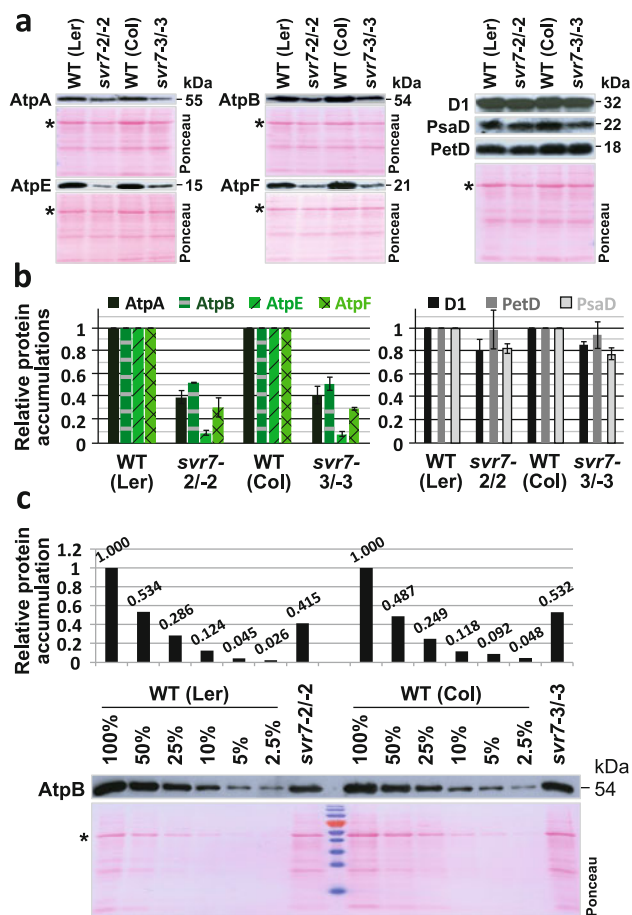 a
WT (Ler)
svr7-2/-2
WT (Col)
svr7-3/-3
kDa
AtpA
55
*
Ponceau
AtpE
15
*
Ponceau
WT (Ler)
svr7-2/-2
WT (Col)
svr7-3/-3
kDa
AtpB
54
*
Ponceau
AtpF
21
*
Ponceau
WT (Ler)
svr7-2/-2
WT (Col)
svr7-3/-3
kDa
D1
32
PsaD
22
PetD
18
*
Ponceau
b
Relative protein
accumulations
AtpA AtpB AtpE AtpF
1
0.8
0.6
0.4
0.2
0
WT
(Ler)
svr7-
2/-2
WT
(Col)
svr7-
3/-3
D1 PetD PsaD
1
0.8
0.6
0.4
0.2
0
WT
(Ler)
svr7-
2/2
WT
(Col)
svr7-
3/-3
c
Relative protein
accumulation
1.2
1
0.8
0.6
0.4
0.2
0
1.000
0.534
0.286
0.124
0.045
0.026
0.415
1.000
0.487
0.249
0.118
0.092
0.048
0.532
WT (Ler)
100%
50%
25%
10%
5%
2.5%
svr7-2/-2
WT (Col)
100%
50%
25%
10%
5%
2.5%
svr7-3/-3
kDa
AtpB
54
*
Ponceau